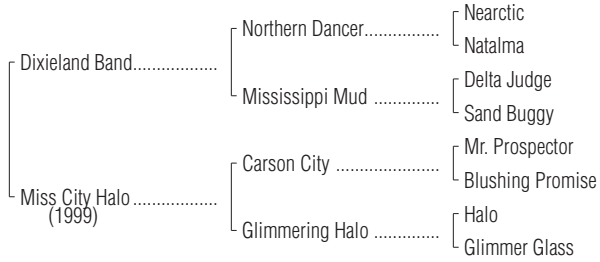 Nearctic
Northern Dancer.................
Natalma
Dixieland Band...................
Delta Judge
Mississippi Mud ...............
Sand Buggy
Mr. Prospector
Carson City .......................
Blushing Promise
Miss City Halo ...................
(1999)
Halo
Glimmering Halo ...............
Glimmer Glass